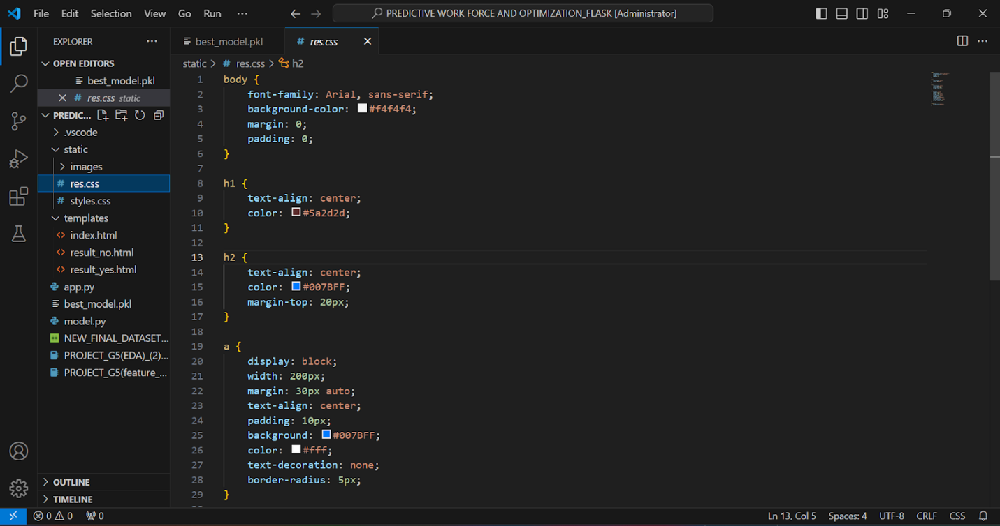 File Edit Selection View Go Run ··· PREDICTIVE WORK FORCE AND OPTIMIZATION_FLASK [Administrator]
EXPLORER ···
OPEN EDITORS
best_model.pkl
# res.css static
PREDIC...
.vscode
static
images
# res.css
# styles.css
templates
<> index.html
<> result_no.html
<> result_yes.html
app.py
best_model.pkl
model.py
NEW_FINAL_DATASET...
PROJECT_G5(EDA)_(2)...
PROJECT_G5(feature_...
OUTLINE
TIMELINE
best_model.pkl # res.css
static > # res.css > h2
1 body {
2 font-family: Arial, sans-serif;
3 background-color: #f4f4f4;
4 margin: 0;
5 padding: 0;
6 }
7
8 h1 {
9 text-align: center;
10 color: #5a2d2d;
11 }
12
13 h2 {
14 text-align: center;
15 color: #007BFF;
16 margin-top: 20px;
17 }
18
19 a {
20 display: block;
21 width: 200px;
22 margin: 30px auto;
23 text-align: center;
24 padding: 10px;
25 background: #007BFF;
26 color: #fff;
27 text-decoration: none;
28 border-radius: 5px;
29 }
0 0 0 Ln 13, Col 5 Spaces: 4 UTF-8 CRLF CSS